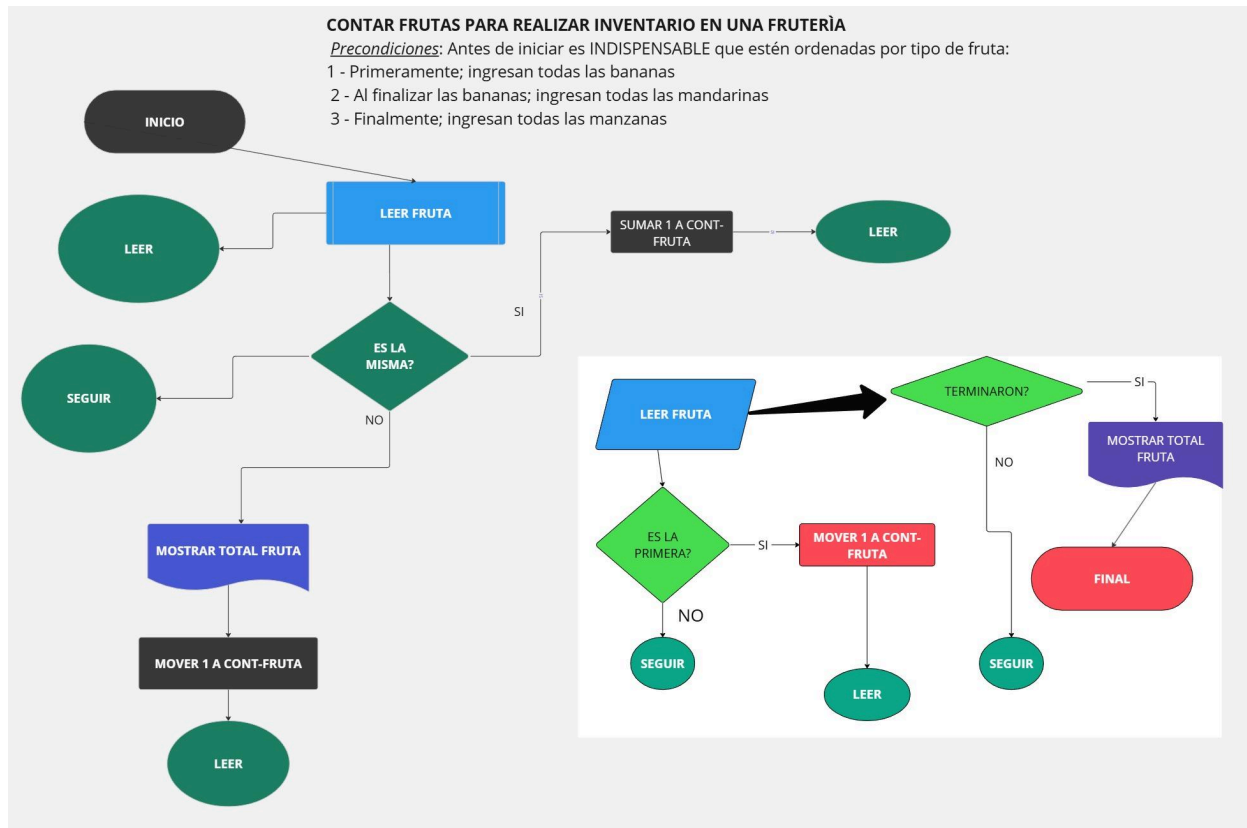 CONTAR FRUTAS PARA REALIZAR INVENTARIO EN UNA FRUTERÌA
Precondiciones: Antes de iniciar es INDISPENSABLE que estén ordenadas por tipo de fruta:
1 - Primeramente; ingresan todas las bananas
2 - Al finalizar las bananas; ingresan todas las mandarinas
3 - Finalmente; ingresan todas las manzanas
INICIO
LEER FRUTA
LEER
SUMAR 1 A CONT-
FRUTA
LEER
SI
ES LA
MISMA?
SEGUIR
NO
MOSTRAR TOTAL FRUTA
MOVER 1 A CONT-FRUTA
LEER
LEER FRUTA
TERMINARON?
SI
MOSTRAR TOTAL
FRUTA
NO
FINAL
SEGUIR
ES LA
PRIMERA?
SI
MOVER 1 A CONT-
FRUTA
NO
SEGUIR
LEER